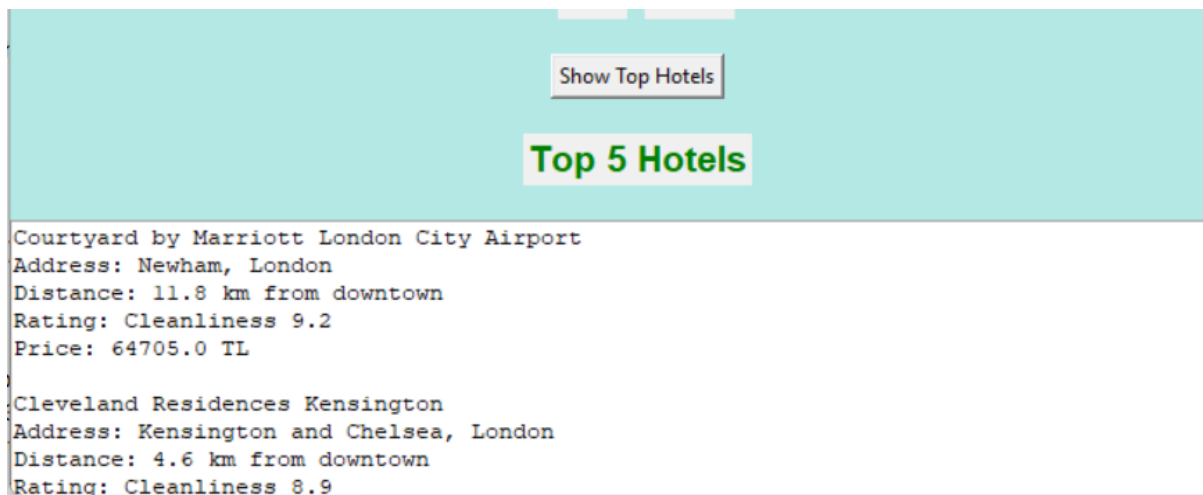 Show Top Hotels
Top 5 Hotels
Courtyard by Marriott London City Airport
Address: Newham, London
Distance: 11.8 km from downtown
Rating: Cleanliness 9.2
Price: 64705.0 TL
Cleveland Residences Kensington
Address: Kensington and Chelsea, London
Distance: 4.6 km from downtown
Rating: Cleanliness 8.9